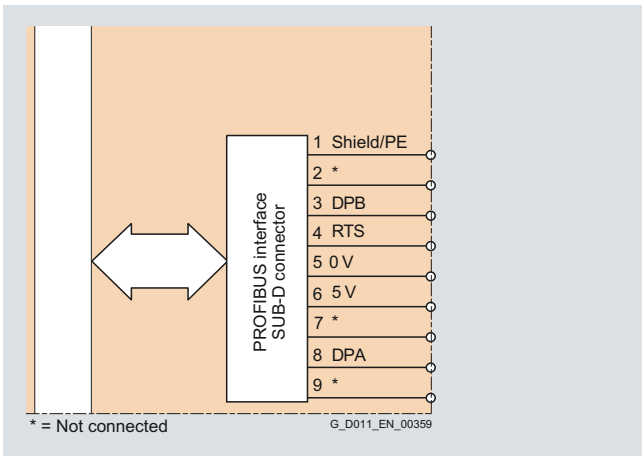 1 Shield/PE
2 *
3 DPB
4 RTS
5 0 V
6 5 V
7 *
8 DPA
9 *
PROFIBUS interface
SUB-D connector
* = Not connected
G_D011_EN_00359